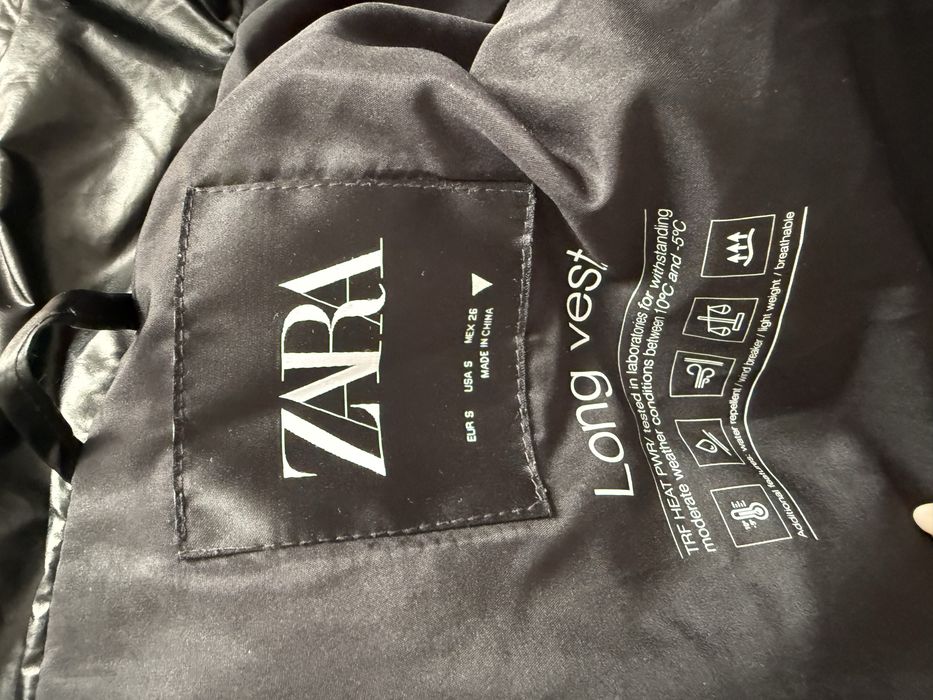 ZARA
EUR S USA S MEX 26
MADE IN CHINA
Long vest
TRF HEAT PWR/ tested in laboratories for withstanding
moderate weather conditions between 10ºC and -5ºC
Additional features: water repellent / wind breaker / light weight / breathable